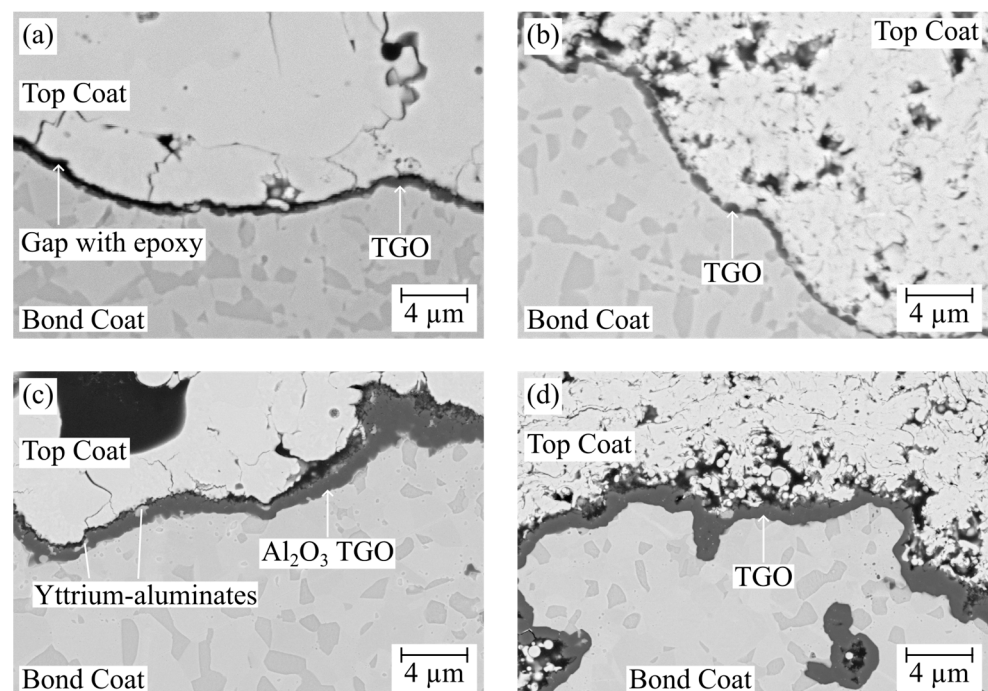 (a)
Top Coat
Gap with epoxy
TGO
Bond Coat
4 µm
(b)
Top Coat
TGO
Bond Coat
4 µm
(c)
Top Coat
Al₂O₃ TGO
Yttrium-aluminates
Bond Coat
4 µm
(d)
Top Coat
TGO
Bond Coat
4 µm